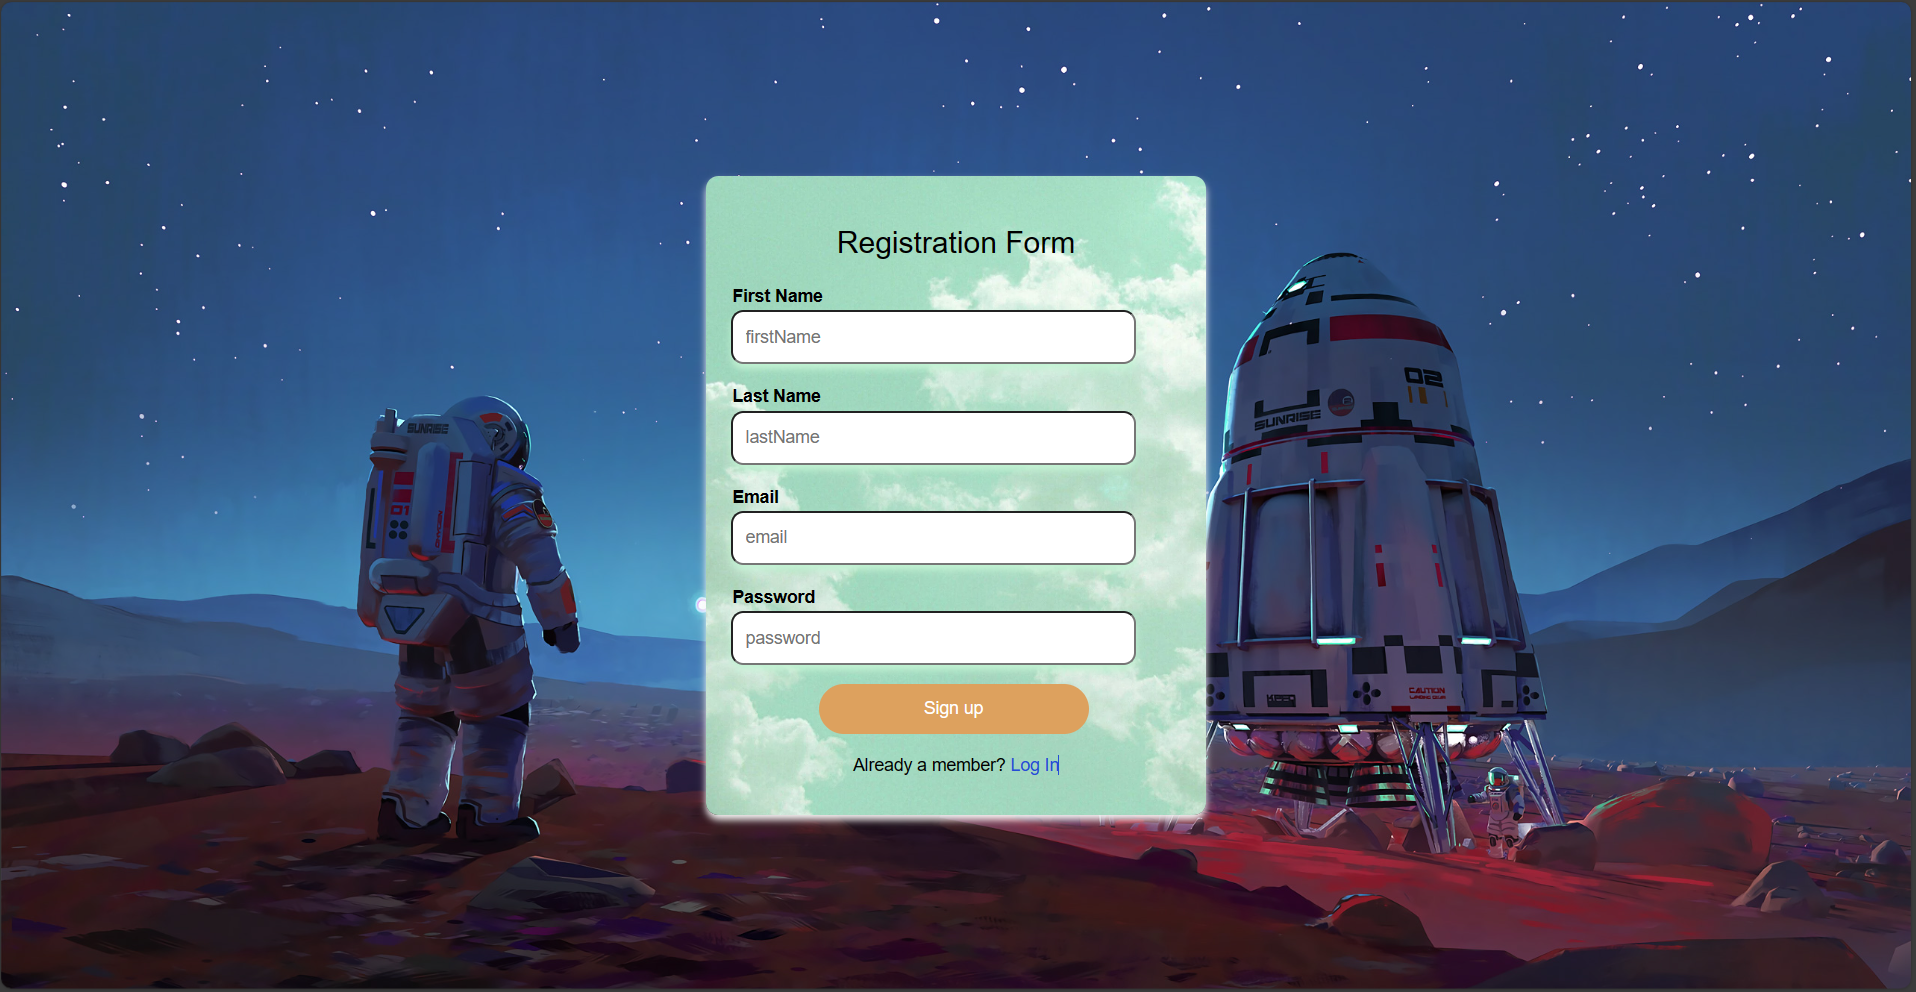 Registration Form
First Name
firstName
Last Name
lastName
Email
email
Password
password
Sign up
Already a member? Log In
SUNRISE
01
OXYGEN
02
SUNRISE
CAUTION